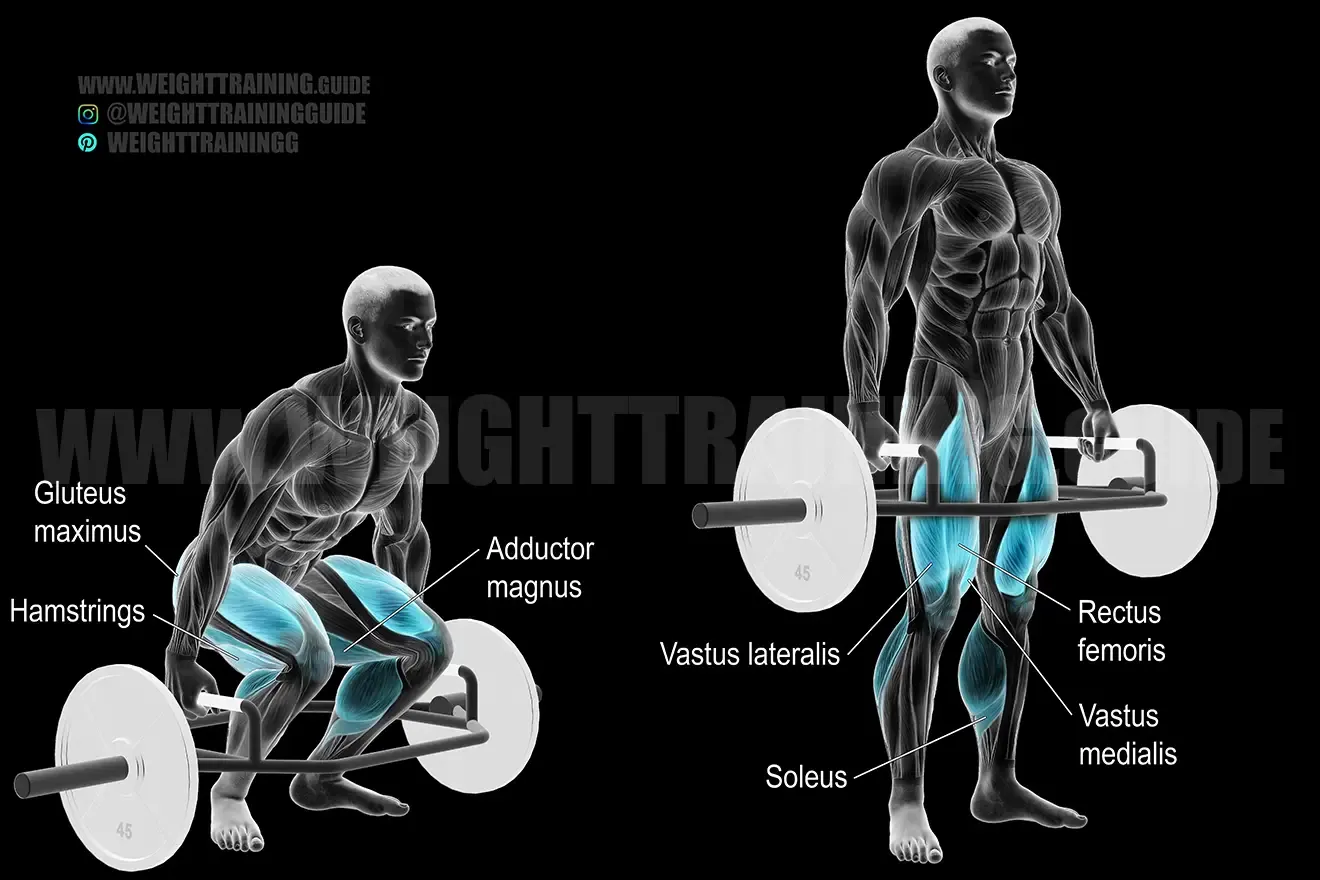 WWW.WEIGHTTRAINING.GUIDE
@WEIGHTTRAININGGUIDE
WEIGHTTRAININGG
WWW.WEIGHTTRAINING.GUIDE
Gluteus
maximus
Adductor
magnus
Hamstrings
45
45
Rectus
femoris
Vastus lateralis
Vastus
medialis
Soleus